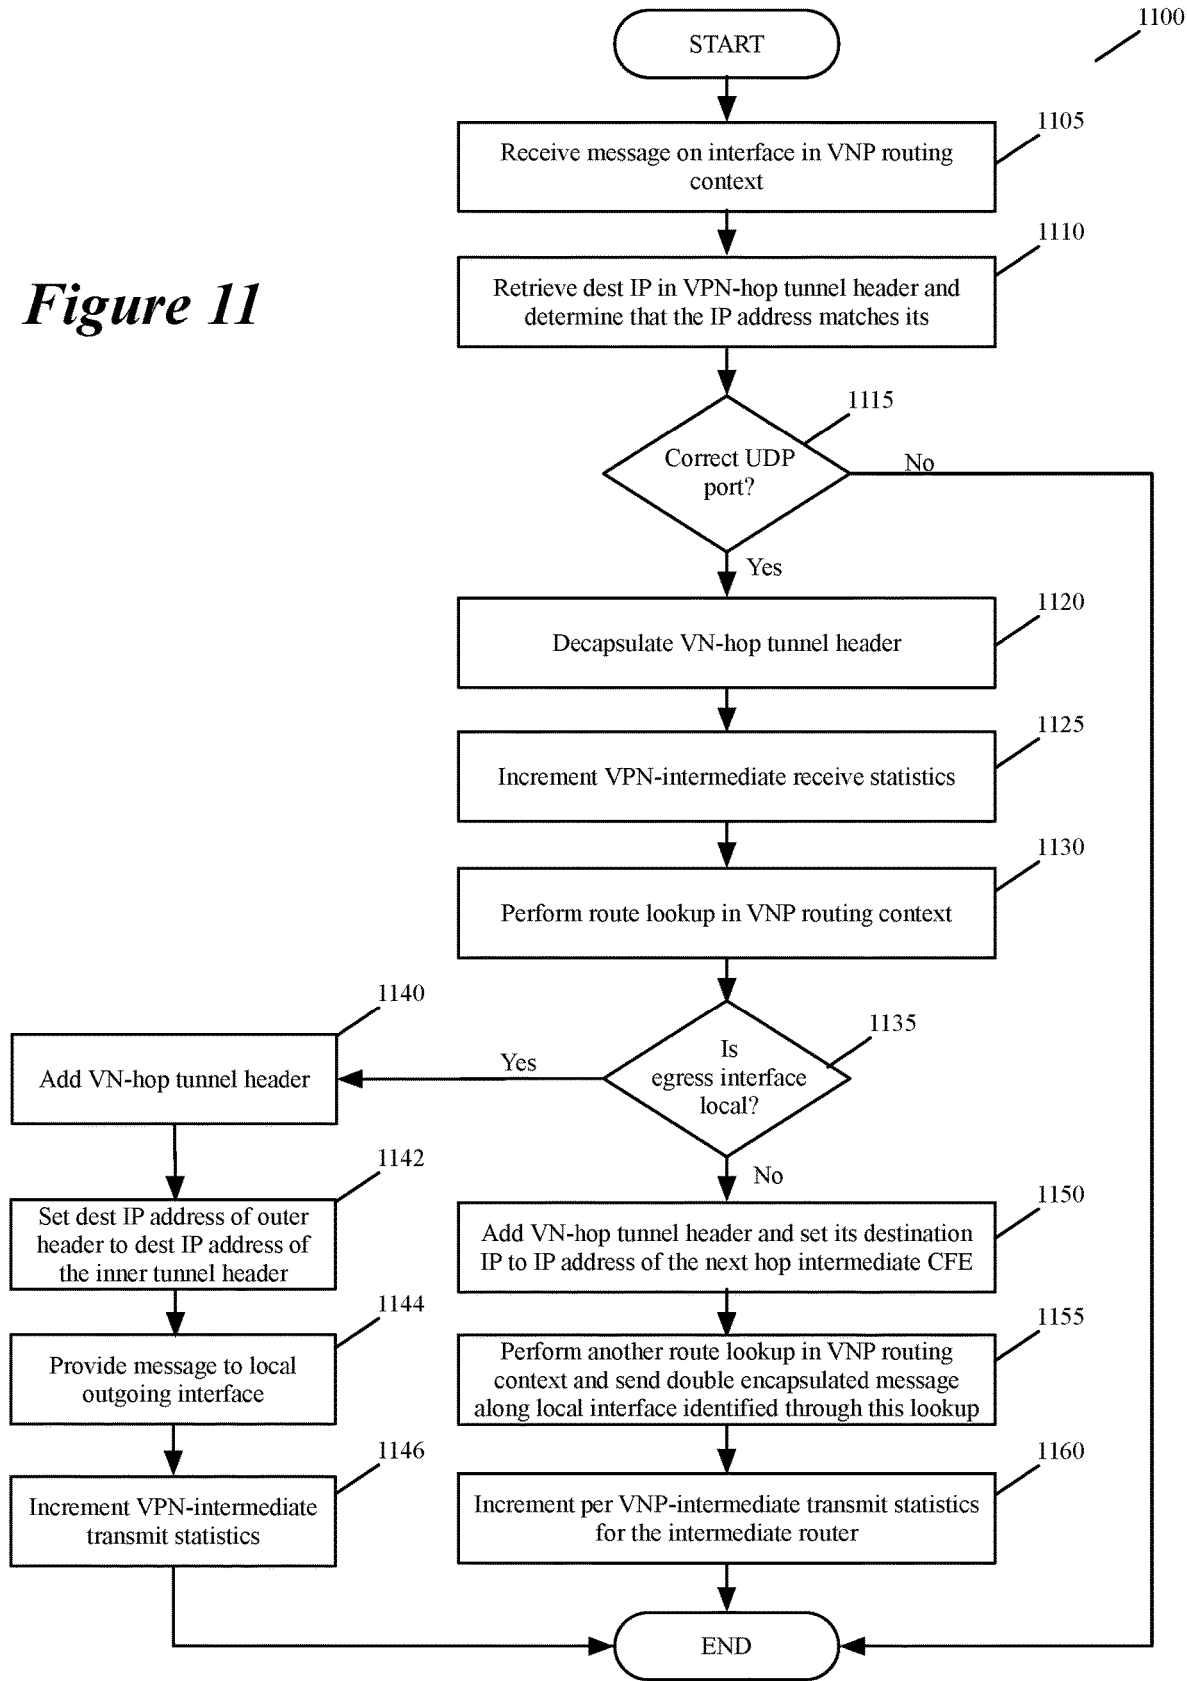 1100
START
1105
Receive message on interface in VNP routing
context
1110
Retrieve dest IP in VPN-hop tunnel header and
determine that the IP address matches its
Figure 11
1115
Correct UDP
port?
No
Yes
1120
Decapsulate VN-hop tunnel header
1125
Increment VPN-intermediate receive statistics
1130
Perform route lookup in VNP routing context
1135
Is
egress interface
local?
Yes
1140
Add VN-hop tunnel header
1142
Set dest IP address of outer
header to dest IP address of
the inner tunnel header
1144
Provide message to local
outgoing interface
1146
Increment VPN-intermediate
transmit statistics
No
1150
Add VN-hop tunnel header and set its destination
IP to IP address of the next hop intermediate CFE
1155
Perform another route lookup in VNP routing
context and send double encapsulated message
along local interface identified through this lookup
1160
Increment per VNP-intermediate transmit statistics
for the intermediate router
END